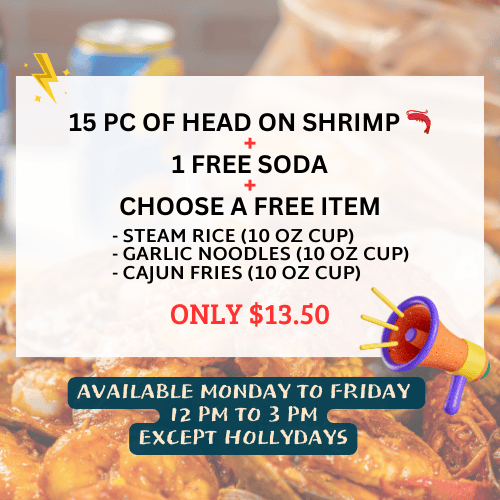 15 PC OF HEAD ON SHRIMP
+
1 FREE SODA
+
CHOOSE A FREE ITEM
- STEAM RICE (10 OZ CUP)
- GARLIC NOODLES (10 OZ CUP)
- CAJUN FRIES (10 OZ CUP)
ONLY $13.50
AVAILABLE MONDAY TO FRIDAY
12 PM TO 3 PM
EXCEPT HOLLYDAYS